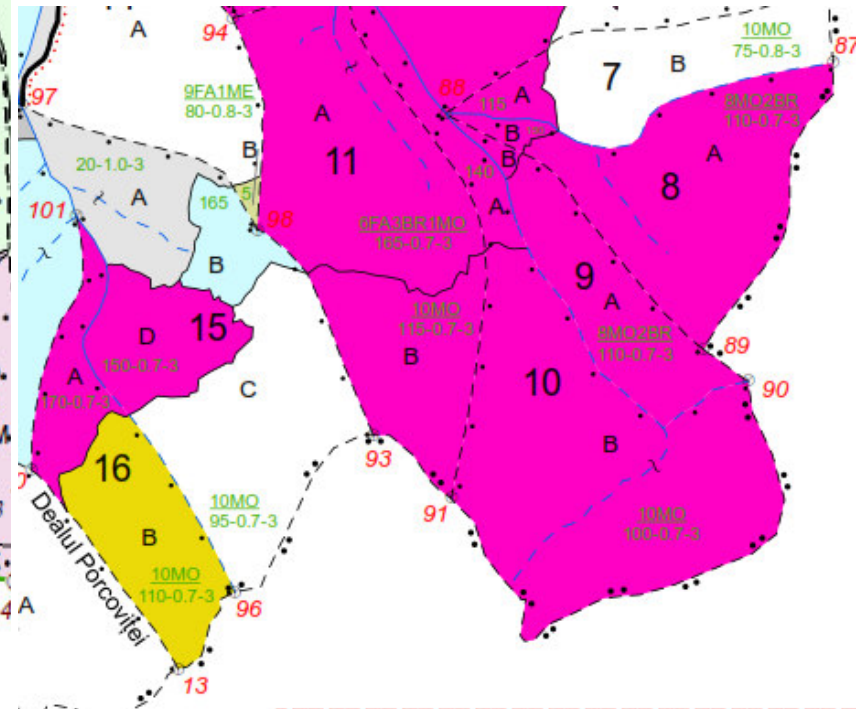 A
94
10MO
75-0.8-3
87
7
B
97
9FA1ME
80-0.8-3
88
115
A
8MO2BR
110-0.7-3
A
B
B
B
20-1.0-3
A
11
140
A
8
165
5
A
101
98
6FA3BR1MO
165-0.7-3
B
9
A
10MO
115-0.7-3
15
D
150-0.7-3
8MO2BR
110-0.7-3
89
B
A
170-0.7-3
C
10
90
93
B
16
91
10MO
95-0.7-3
10MO
100-0.7-3
Dealul Porcoviței
B
10MO
110-0.7-3
96
A
13